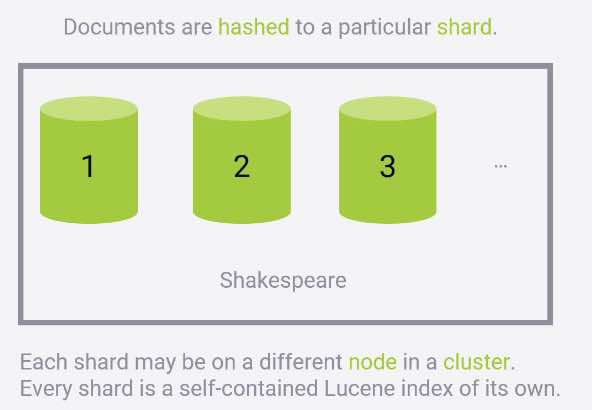 Documents are hashed to a particular shard.
1 2 3 ...
Shakespeare
Each shard may be on a different node in a cluster.
Every shard is a self-contained Lucene index of its own.